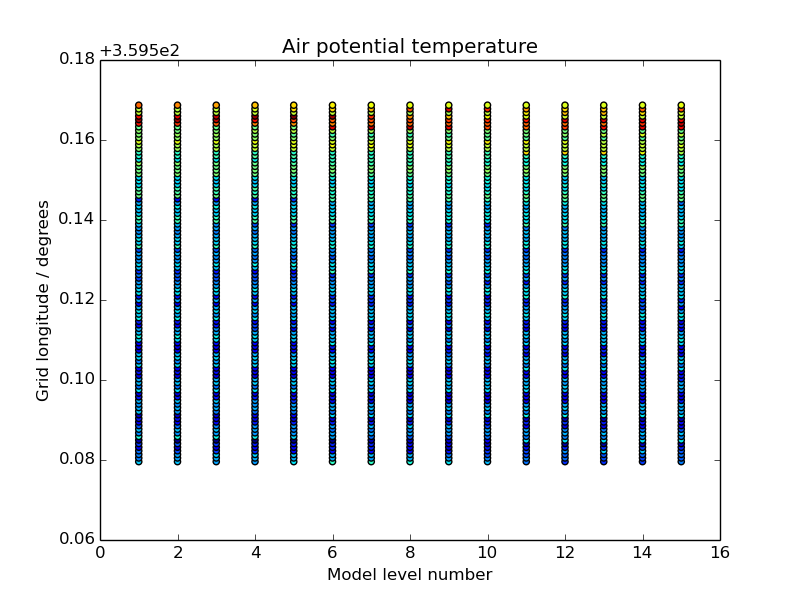 Air potential temperature
+3.595e2
0.18
0.16
0.14
0.12
0.10
0.08
0.06
Grid longitude / degrees
0 2 4 6 8 10 12 14 16
Model level number